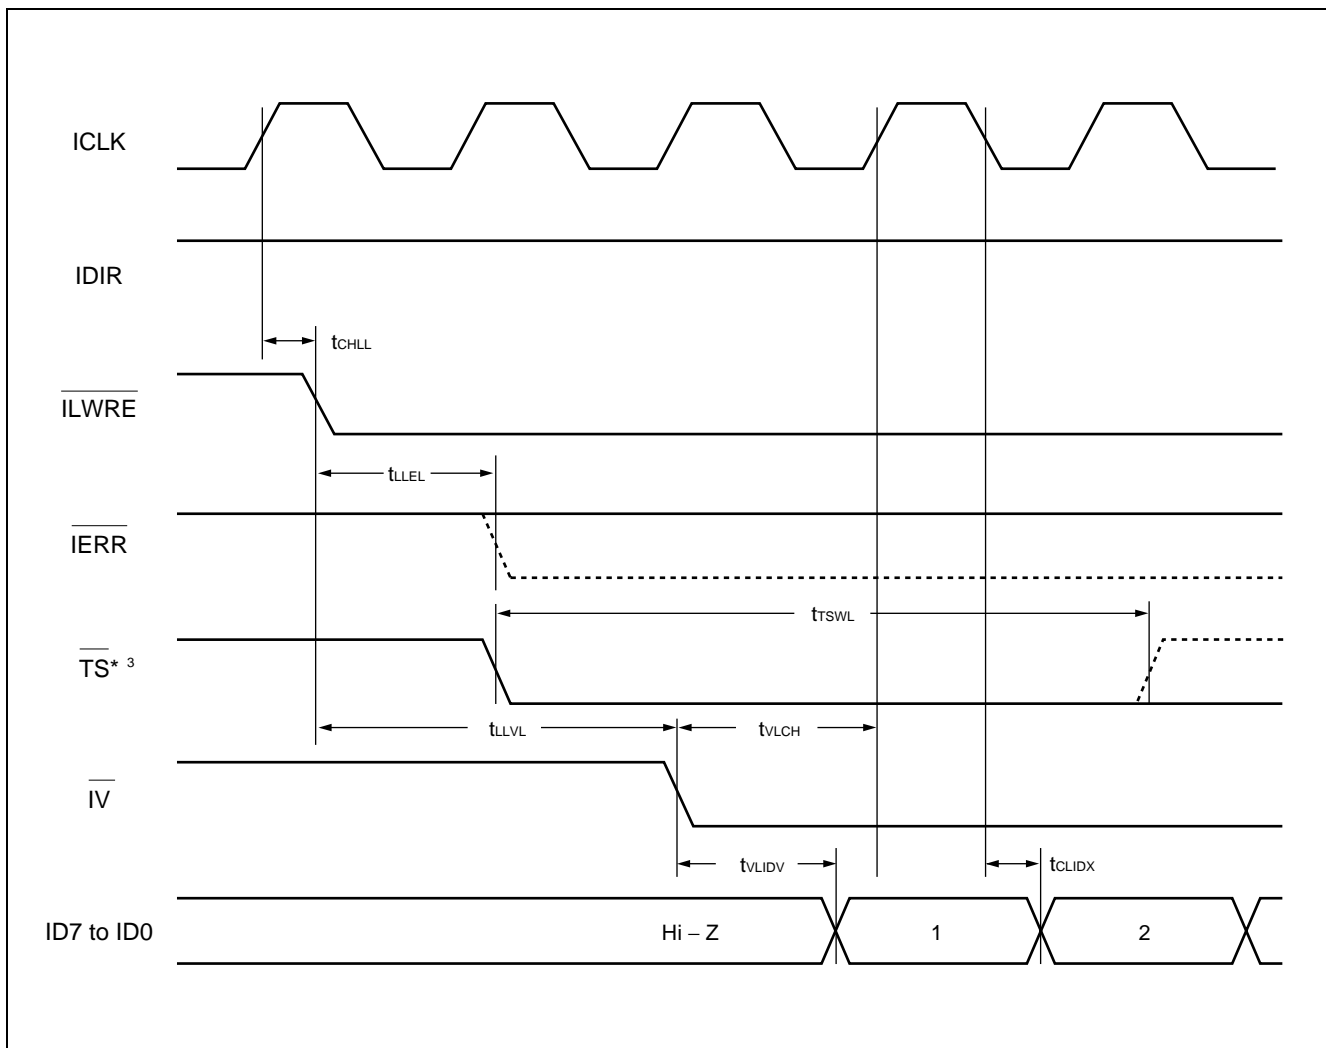 ICLK
IDIR
tCHLL
ILWRE
tLLEL
IERR
tTSWL
TS* 3
tLLVL
tVLCH
IV
tVLIDV
tCLIDX
ID7 to ID0
Hi – Z
1
2